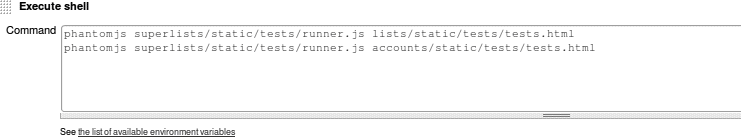 Execute shell
Command
phantomjs superlists/static/tests/runner.js lists/static/tests/tests.html
phantomjs superlists/static/tests/runner.js accounts/static/tests/tests.html
See the list of available environment variables